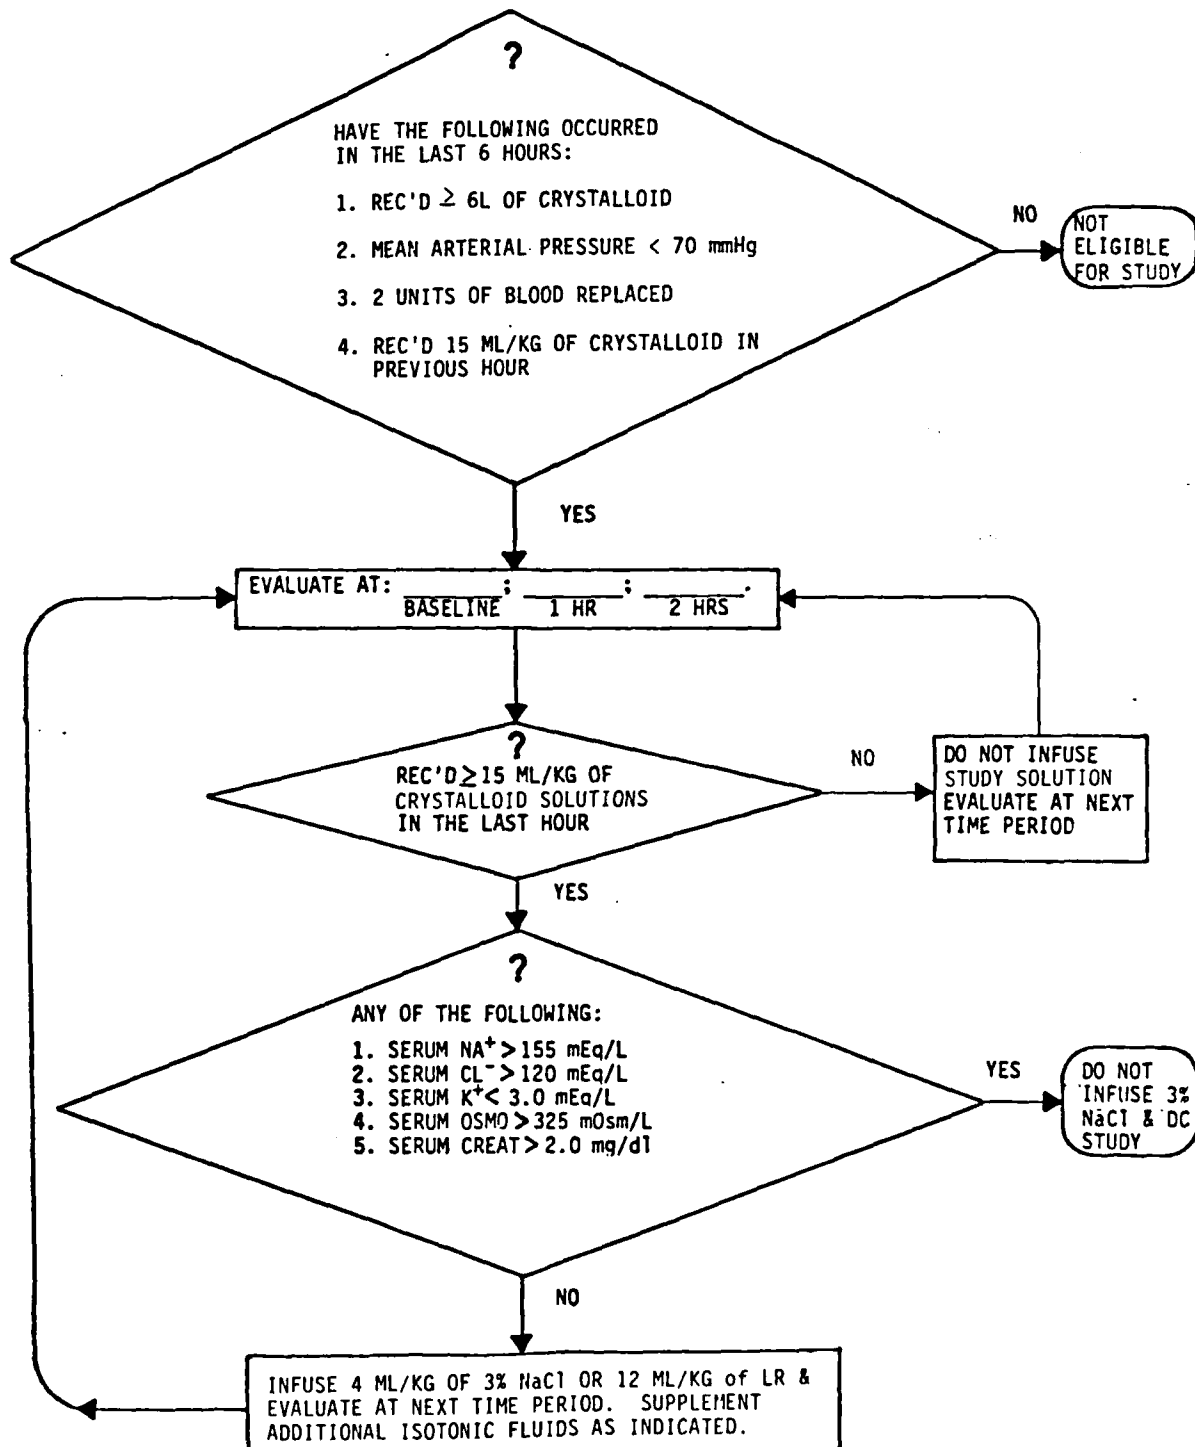 ?
HAVE THE FOLLOWING OCCURRED
IN THE LAST 6 HOURS:
1. REC'D ≥ 6L OF CRYSTALLOID
2. MEAN ARTERIAL PRESSURE < 70 mmHg
3. 2 UNITS OF BLOOD REPLACED
4. REC'D 15 ML/KG OF CRYSTALLOID IN
PREVIOUS HOUR
NO
NOT
ELIGIBLE
FOR STUDY
YES
EVALUATE AT: ________; ________; ________.
BASELINE 1 HR 2 HRS
?
REC'D ≥ 15 ML/KG OF
CRYSTALLOID SOLUTIONS
IN THE LAST HOUR
NO
DO NOT INFUSE
STUDY SOLUTION
EVALUATE AT NEXT
TIME PERIOD
YES
?
ANY OF THE FOLLOWING:
1. SERUM NA⁺ > 155 mEq/L
2. SERUM CL⁻ > 120 mEq/L
3. SERUM K⁺ < 3.0 mEq/L
4. SERUM OSMO > 325 mOsm/L
5. SERUM CREAT > 2.0 mg/dl
YES
DO NOT
INFUSE 3%
NaCl & DC
STUDY
NO
INFUSE 4 ML/KG OF 3% NaCl OR 12 ML/KG of LR &
EVALUATE AT NEXT TIME PERIOD. SUPPLEMENT
ADDITIONAL ISOTONIC FLUIDS AS INDICATED.